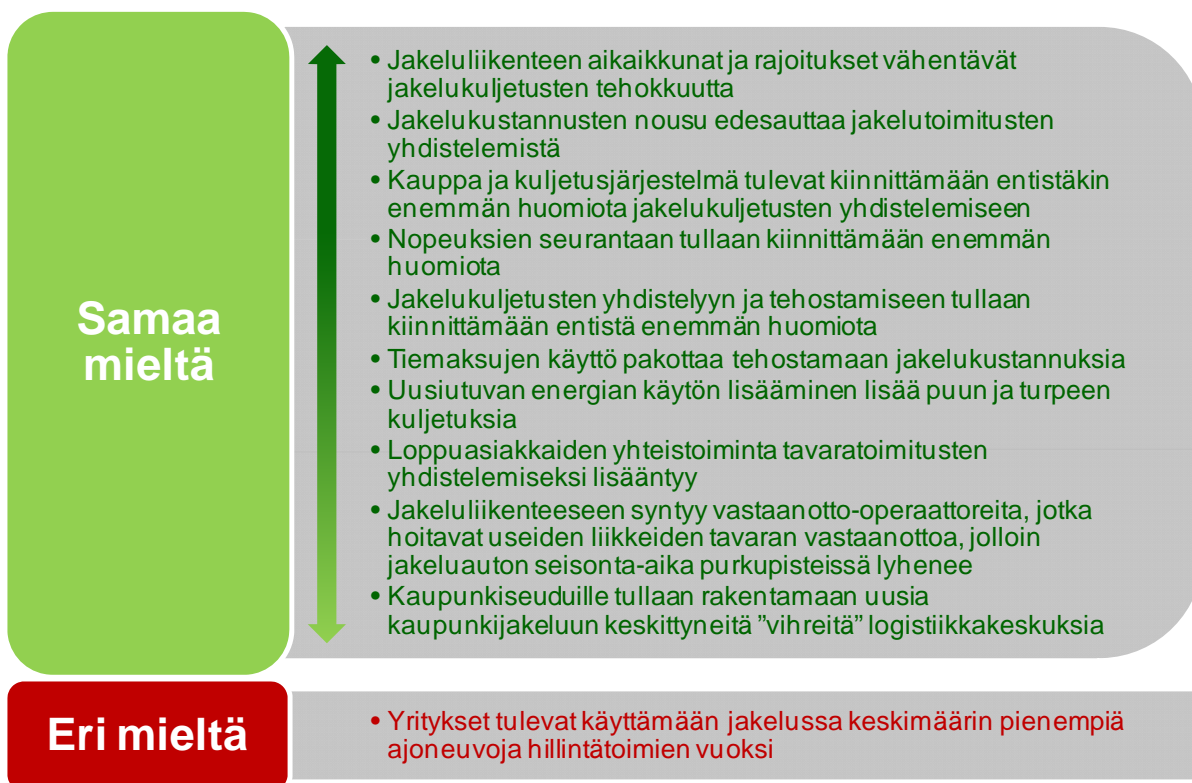 Samaa
mieltä
• Jakeluliikenteen aikaikkunat ja rajoitukset vähentävät
jakelukuljetusten tehokkuutta
• Jakelukustannusten nousu edesauttaa jakelutoimitusten
yhdistelemistä
• Kauppa ja kuljetusjärjestelmä tulevat kiinnittämään entistäkin
enemmän huomiota jakelukuljetusten yhdistelemiseen
• Nopeuksien seurantaan tullaan kiinnittämään enemmän
huomiota
• Jakelukuljetusten yhdistelyyn ja tehostamiseen tullaan
kiinnittämään entistä enemmän huomiota
• Tiemaksujen käyttö pakottaa tehostamaan jakelukustannuksia
• Uusiutuvan energian käytön lisääminen lisää puun ja turpeen
kuljetuksia
• Loppuasiakkaiden yhteistoiminta tavaratoimitusten
yhdistelemiseksi lisääntyy
• Jakeluliikenteeseen syntyy vastaanotto-operaattoreita, jotka
hoitavat useiden liikkeiden tavaran vastaanottoa, jolloin
jakeluauton seisonta-aika purkupisteissä lyhenee
• Kaupunkiseuduille tullaan rakentamaan uusia
kaupunkijakeluun keskittyneitä ”vihreitä” logistiikkakeskuksia
Eri mieltä
• Yritykset tulevat käyttämään jakelussa keskimäärin pienempiä
ajoneuvoja hillintätoimien vuoksi